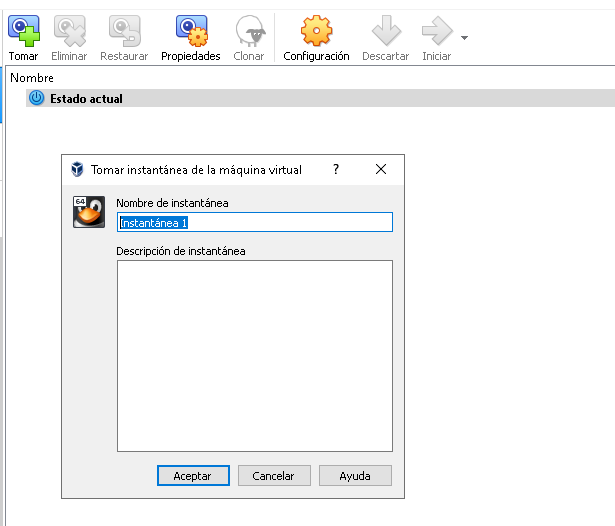 Tomar Eliminar Restaurar Propiedades Clonar Configuración Descartar Iniciar
Nombre
Estado actual
Tomar instantánea de la máquina virtual ?
64
Nombre de instantánea
Instantánea 1
Descripción de instantánea
Aceptar Cancelar Ayuda